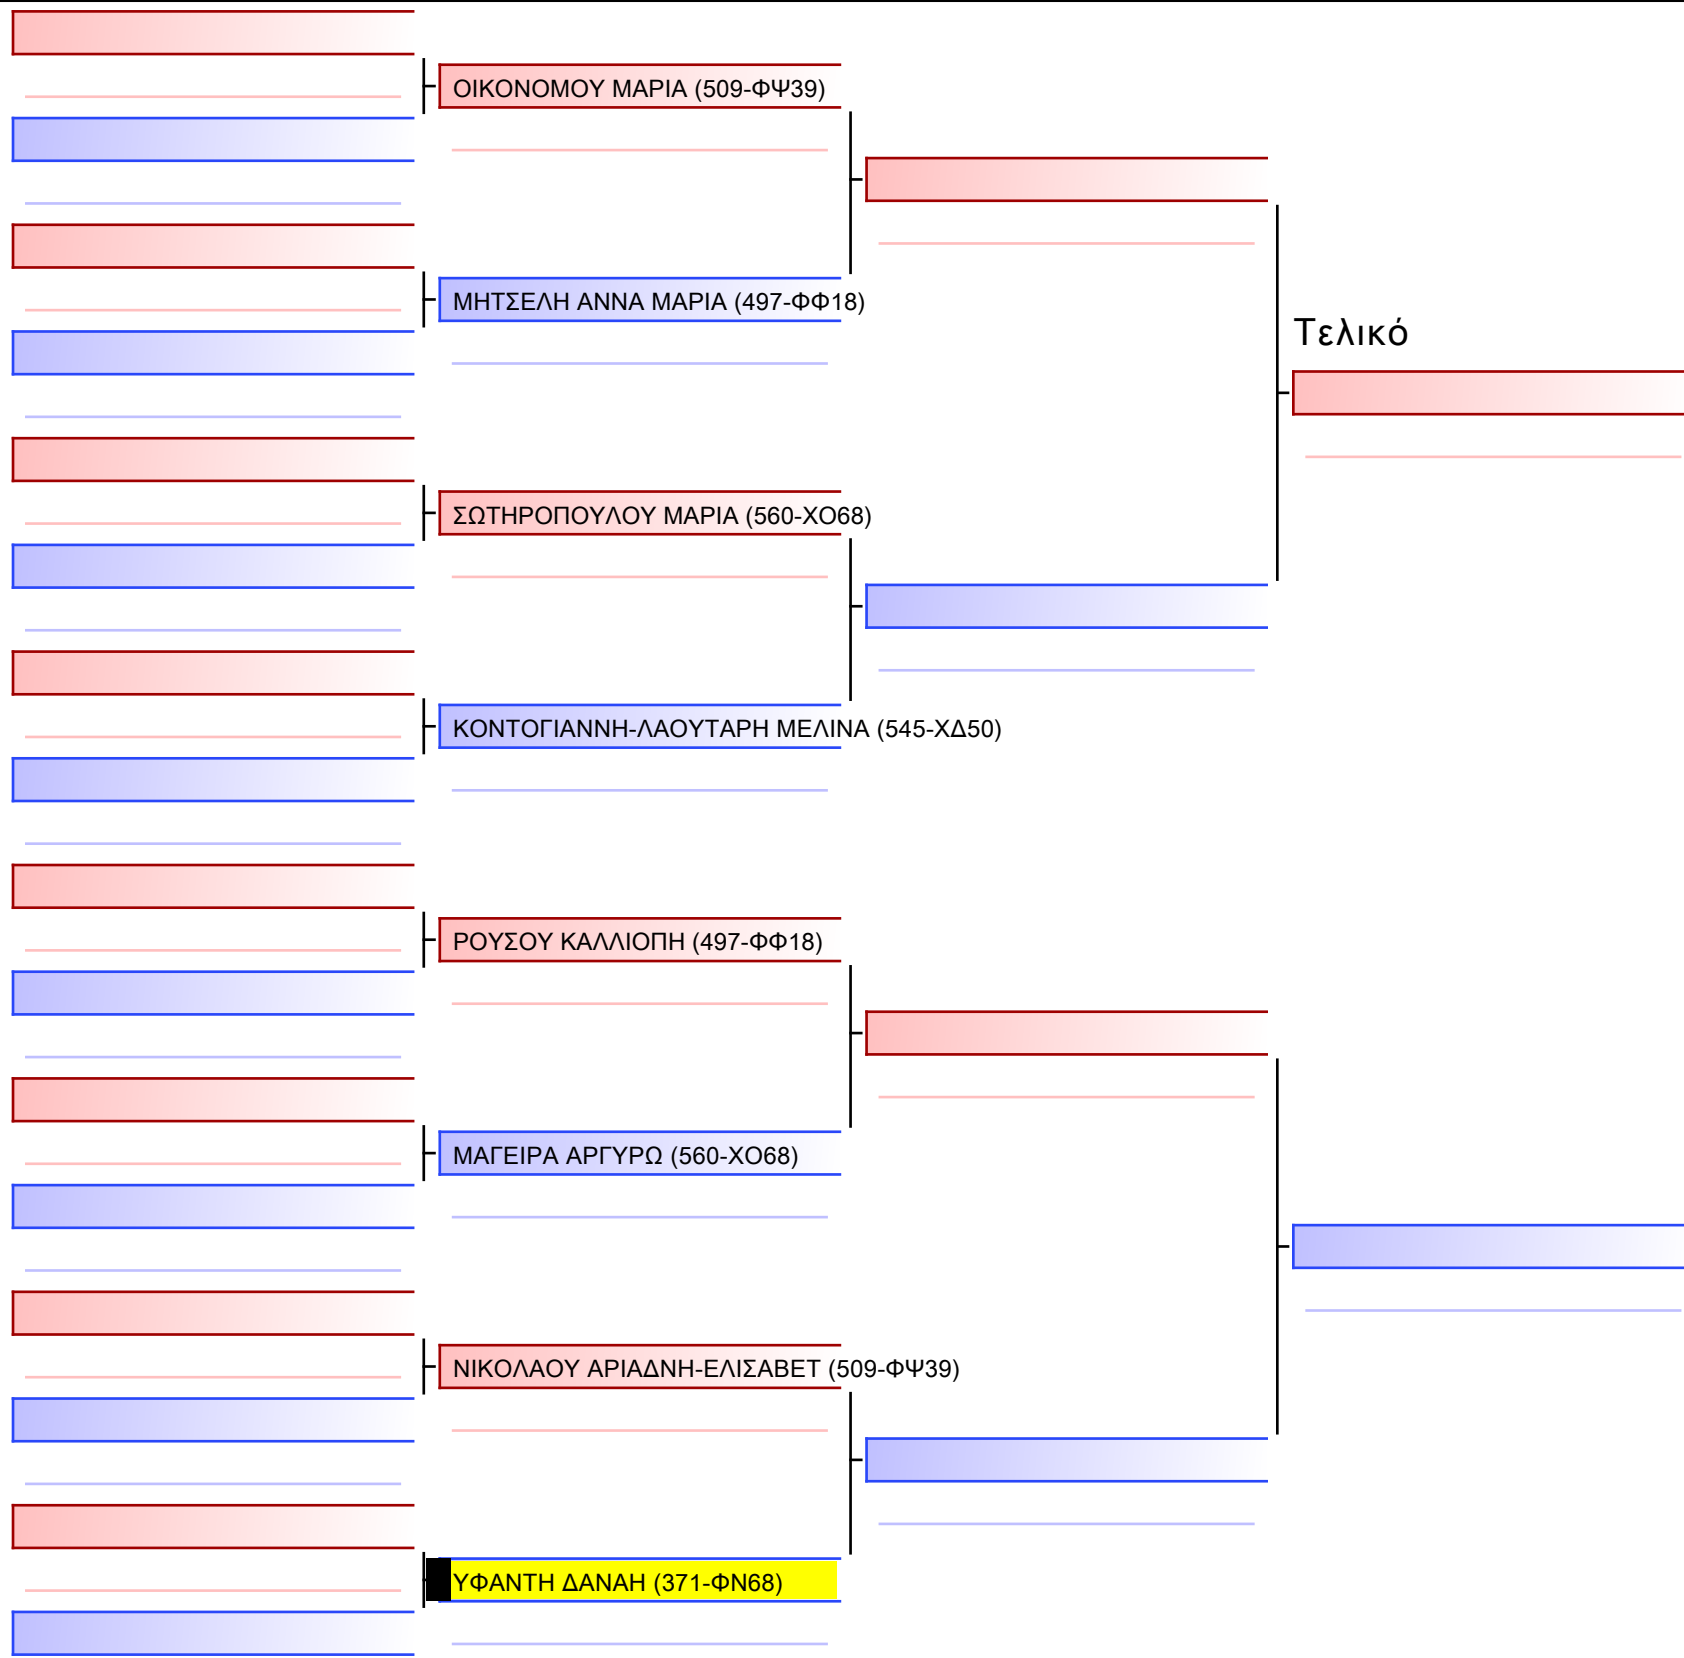 ΟΙΚΟΝΟΜΟΥ ΜΑΡΙΑ (509-ΦΨ39)
ΜΗΤΣΕΛΗ ΑΝΝΑ ΜΑΡΙΑ (497-ΦΦ18)
Τελικό
ΣΩΤΗΡΟΠΟΥΛΟΥ ΜΑΡΙΑ (560-ΧΟ68)
ΚΟΝΤΟΓΙΑΝΝΗ-ΛΑΟΥΤΑΡΗ ΜΕΛΙΝΑ (545-ΧΔ50)
ΡΟΥΣΟΥ ΚΑΛΛΙΟΠΗ (497-ΦΦ18)
ΜΑΓΕΙΡΑ ΑΡΓΥΡΩ (560-ΧΟ68)
ΝΙΚΟΛΑΟΥ ΑΡΙΑΔΝΗ-ΕΛΙΣΑΒΕΤ (509-ΦΨ39)
ΥΦΑΝΤΗ ΔΑΝΑΗ (371-ΦΝ68)